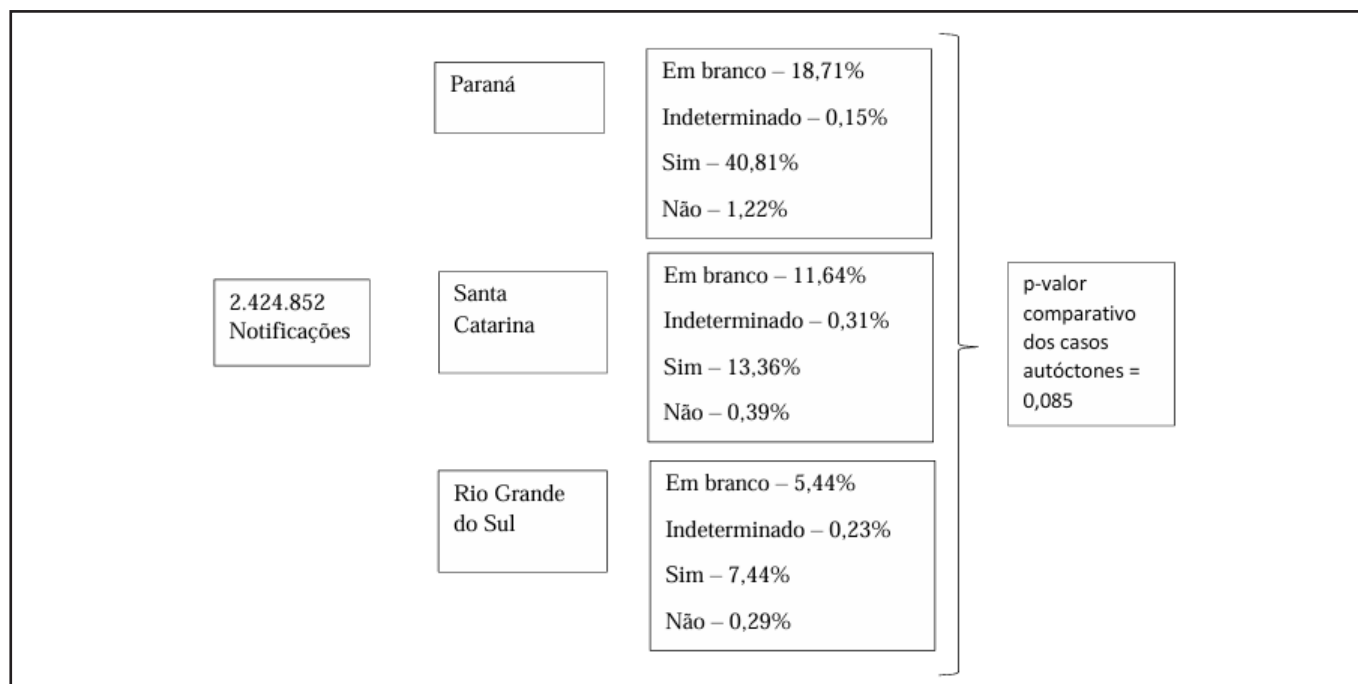 2.424.852
Notificações
Paraná
Em branco – 18,71%
Indeterminado – 0,15%
Sim – 40,81%
Não – 1,22%
Santa
Catarina
Em branco – 11,64%
Indeterminado – 0,31%
Sim – 13,36%
Não – 0,39%
Rio Grande
do Sul
Em branco – 5,44%
Indeterminado – 0,23%
Sim – 7,44%
Não – 0,29%
p-valor
comparativo
dos casos
autóctones =
0,085